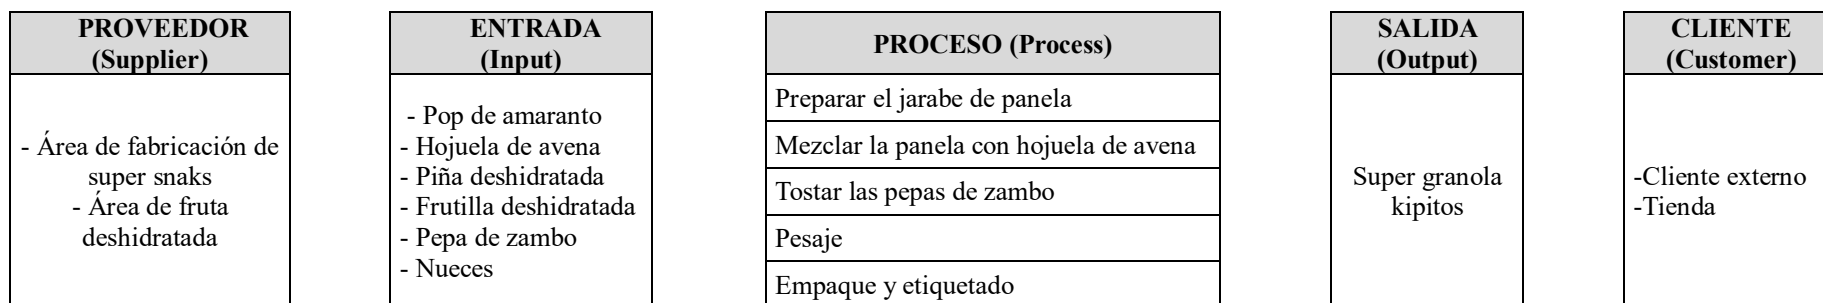 PROVEEDOR
(Supplier)
- Área de fabricación de
super snaks
- Área de fruta
deshidratada
ENTRADA
(Input)
- Pop de amaranto
- Hojuela de avena
- Piña deshidratada
- Frutilla deshidratada
- Pepa de zambo
- Nueces
PROCESO (Process)
Preparar el jarabe de panela
Mezclar la panela con hojuela de avena
Tostar las pepas de zambo
Pesaje
Empaque y etiquetado
SALIDA
(Output)
Super granola
kipitos
CLIENTE
(Customer)
-Cliente externo
-Tienda